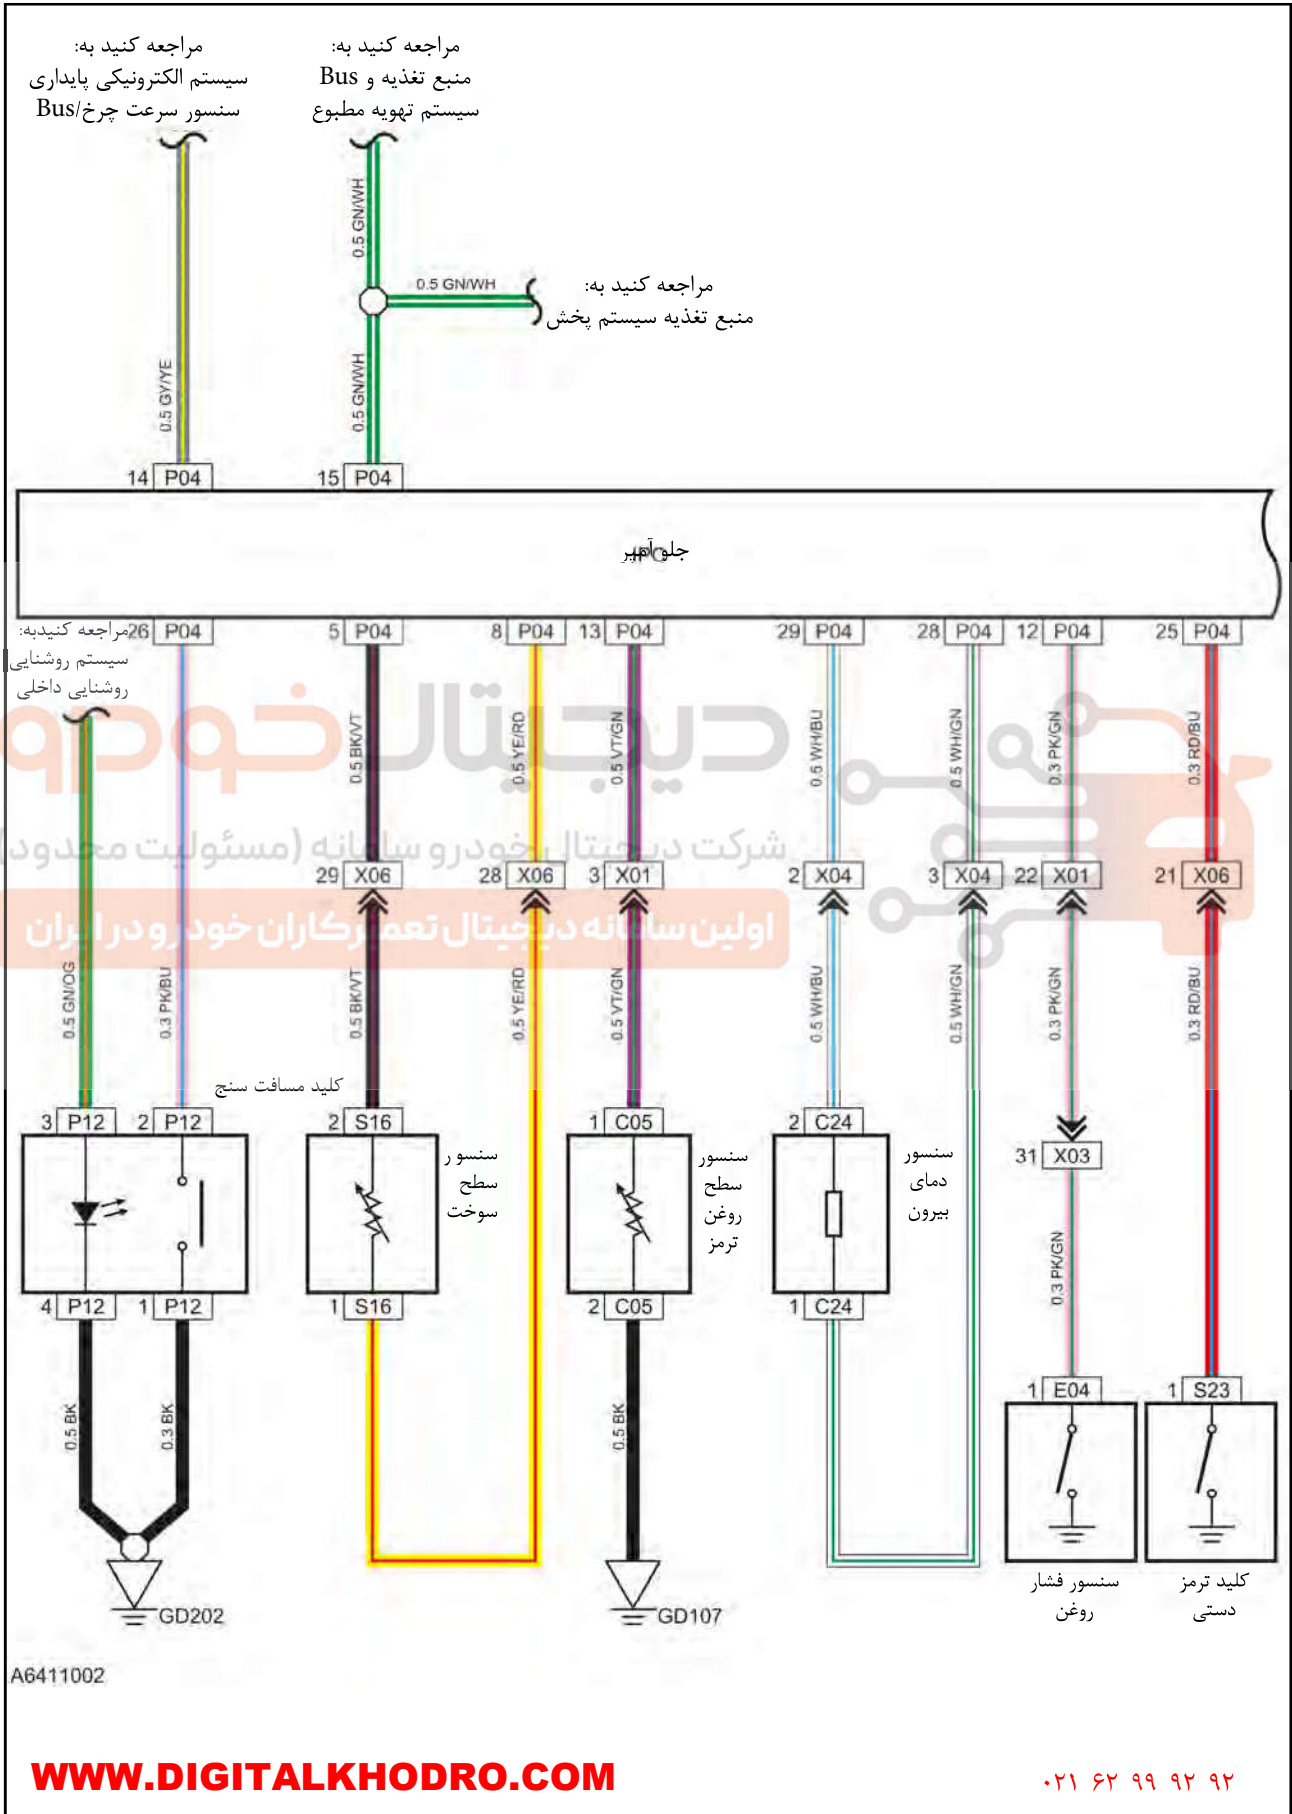 مراجعه کنید به:
سیستم الکترونیکی پایداری
سنسور سرعت چرخ/Bus
مراجعه کنید به:
منبع تغذیه و Bus
سیستم تهویه مطبوع
0.5 GN/WH
0.5 GN/WH
مراجعه کنید به:
منبع تغذیه سیستم پخش
0.5 GY/YE
0.5 GN/WH
14 P04
15 P04
جلو آمپر
مراجعه کنیدبه:
سیستم روشنایی
روشنایی داخلی
26 P04
5 P04
8 P04
13 P04
29 P04
28 P04
12 P04
25 P04
دیجیتال خودرو
0.5 BK/VT
0.5 YE/RD
0.5 VT/GN
0.5 WH/BU
0.5 WH/GN
0.3 PK/GN
0.3 RD/BU
شرکت دیجیتال خودرو سامانه (مسئولیت محدود)
29 X06
28 X06
3 X01
2 X04
3 X04
22 X01
21 X06
اولین سامانه دیجیتال تعمیرکاران خودرو در ایران
0.5 GN/OG
0.3 PK/BU
0.5 BK/VT
0.5 YE/RD
0.5 VT/GN
0.5 WH/BU
0.5 WH/GN
0.3 PK/GN
0.3 RD/BU
کلید مسافت سنج
3 P12
2 P12
2 S16
1 C05
2 C24
31 X03
سنسور
سطح
سوخت
سنسور
سطح
روغن
ترمز
سنسور
دمای
بیرون
0.3 PK/GN
4 P12
1 P12
1 S16
2 C05
1 C24
1 E04
1 S23
0.5 BK
0.3 BK
0.5 BK
سنسور فشار
روغن
کلید ترمز
دستی
GD202
GD107
A6411002
WWW.DIGITALKHODRO.COM
۰۲۱ ۶۲ ۹۹ ۹۲ ۹۲